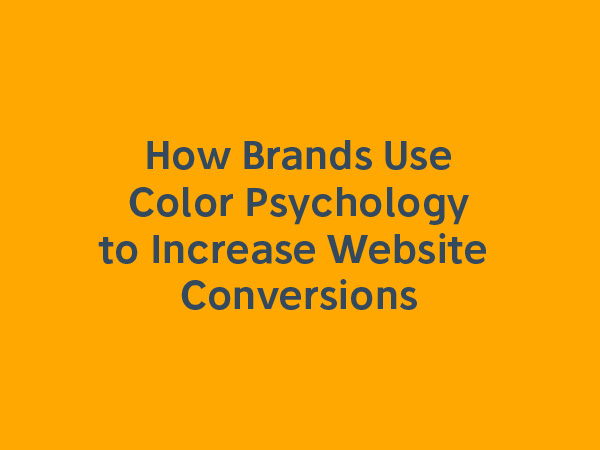 How Brands Use
Color Psychology
to Increase Website
Conversions